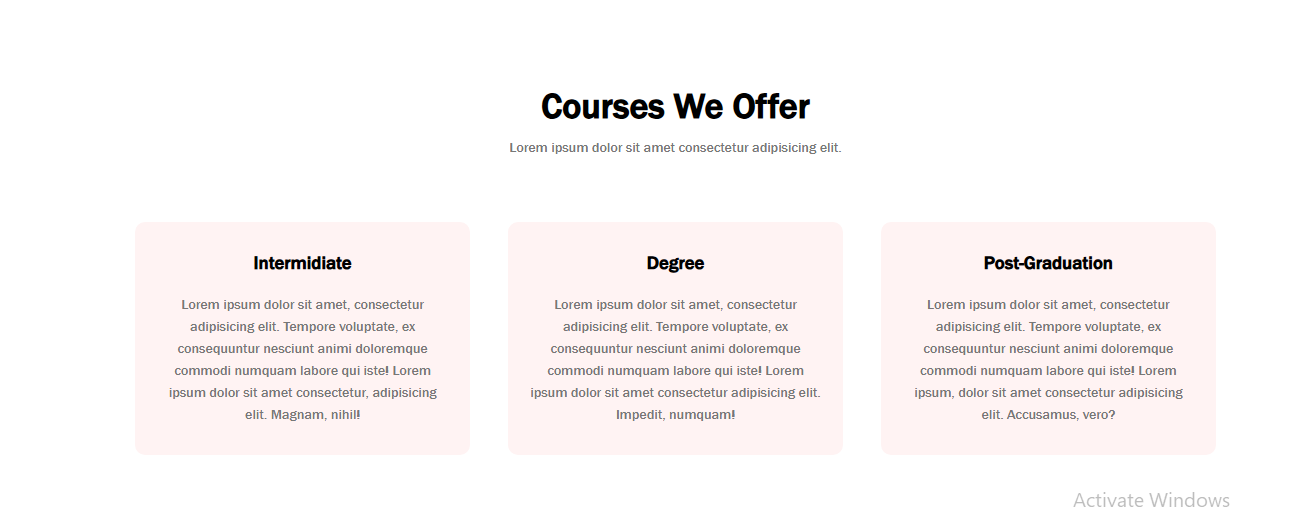 Courses We Offer
Lorem ipsum dolor sit amet consectetur adipisicing elit.
Intermidiate
Lorem ipsum dolor sit amet, consectetur
adipisicing elit. Tempore voluptate, ex
consequuntur nesciunt animi doloremque
commodi numquam labore qui iste! Lorem
ipsum dolor sit amet consectetur, adipisicing
elit. Magnam, nihil!
Degree
Lorem ipsum dolor sit amet, consectetur
adipisicing elit. Tempore voluptate, ex
consequuntur nesciunt animi doloremque
commodi numquam labore qui iste! Lorem
ipsum dolor sit amet consectetur adipisicing elit.
Impedit, numquam!
Post-Graduation
Lorem ipsum dolor sit amet, consectetur
adipisicing elit. Tempore voluptate, ex
consequuntur nesciunt animi doloremque
commodi numquam labore qui iste! Lorem
ipsum, dolor sit amet consectetur adipisicing
elit. Accusamus, vero?
Activate Windows